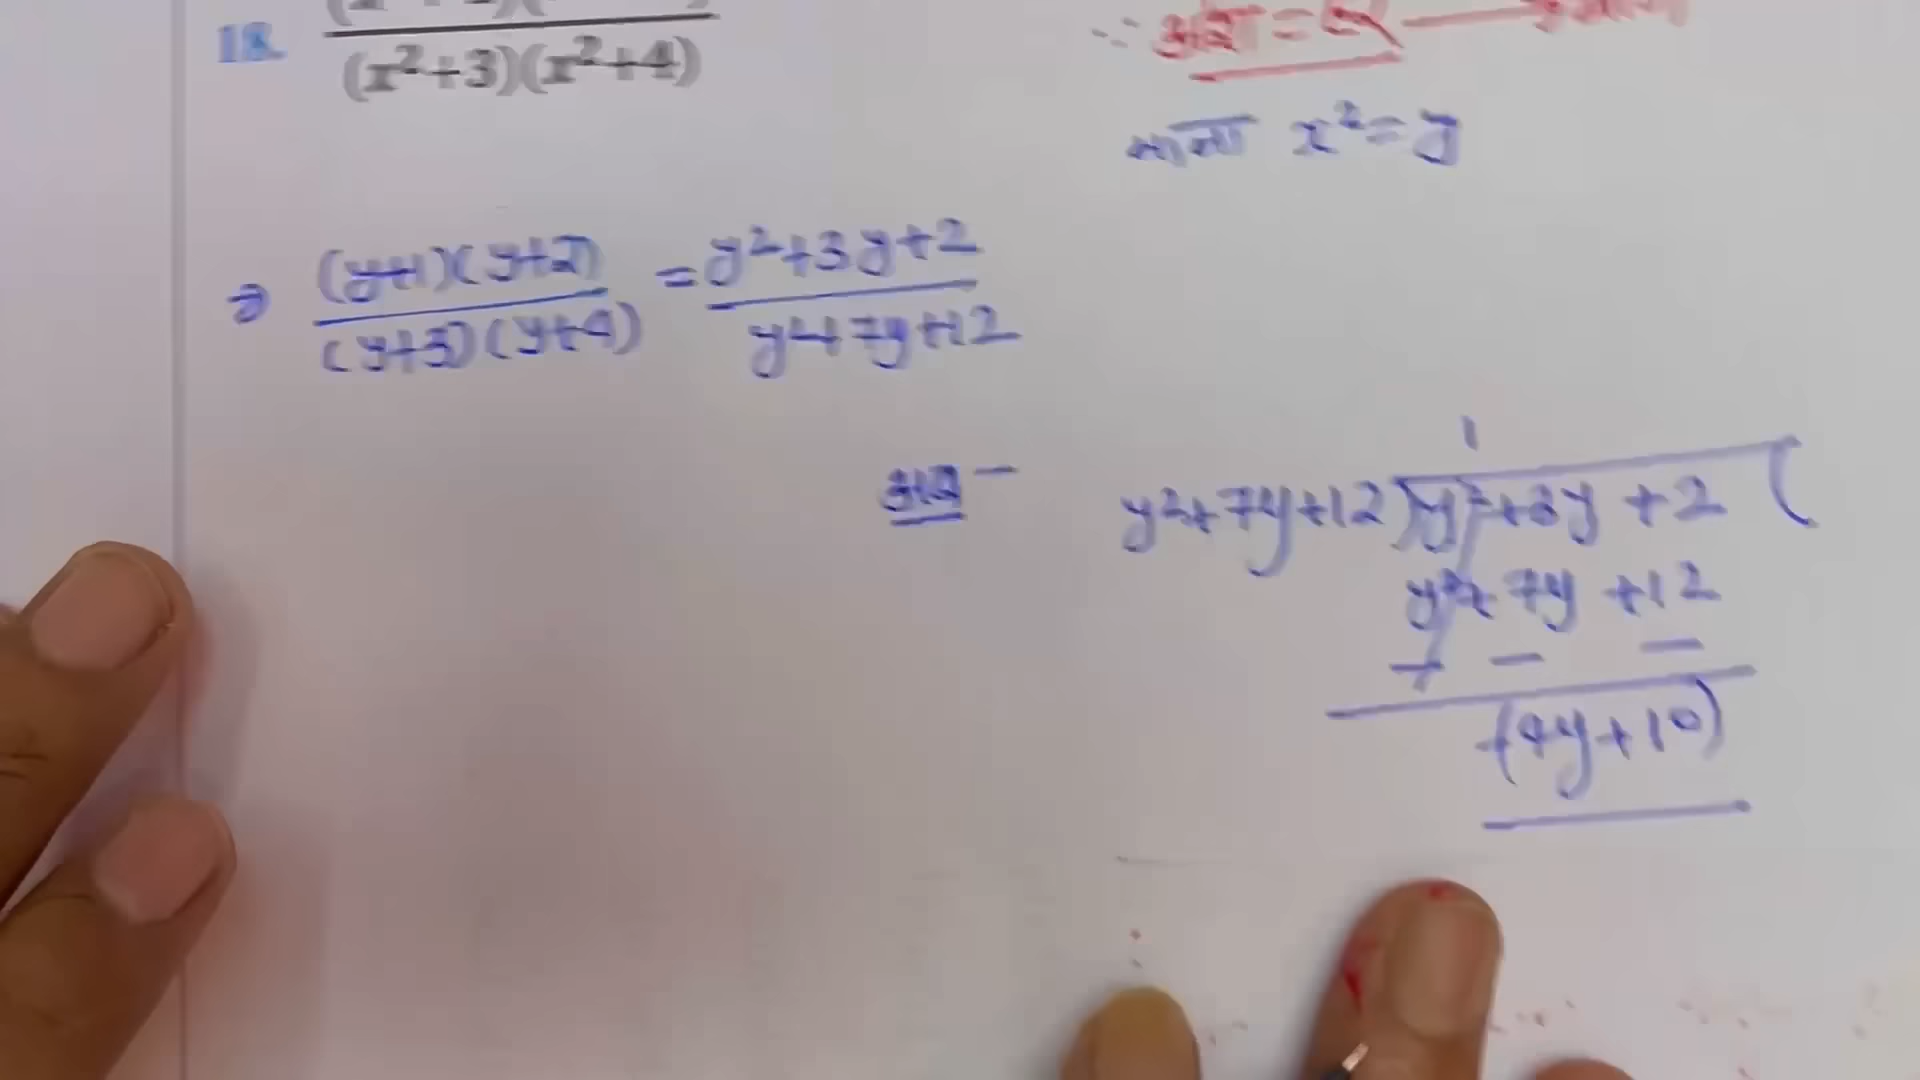 18.
(x²+3)(x²+4)
माना x² = y
⇒ (y+1)(y+2) / (y+3)(y+4) = y²+3y+2 / y²+7y+12
अब –
1
y²+7y+12) y²+3y+2 (
y²+7y+12
– – –
-(4y+10)